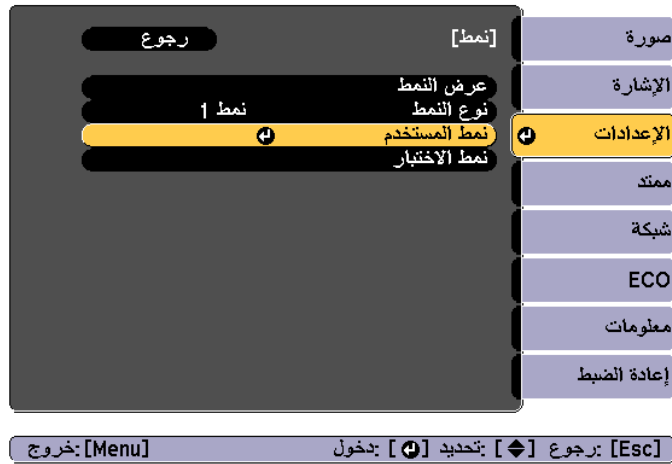 [نمط] رجوع
عرض النمط
نوع النمط نمط 1
نمط المستخدم
نمط الاختبار
صورة
الإشارة
الإعدادات
ممتد
شبكة
ECO
معلومات
إعادة الضبط
[Esc] :رجوع [◆] :تحديد [↵] :دخول [Menu] :خروج